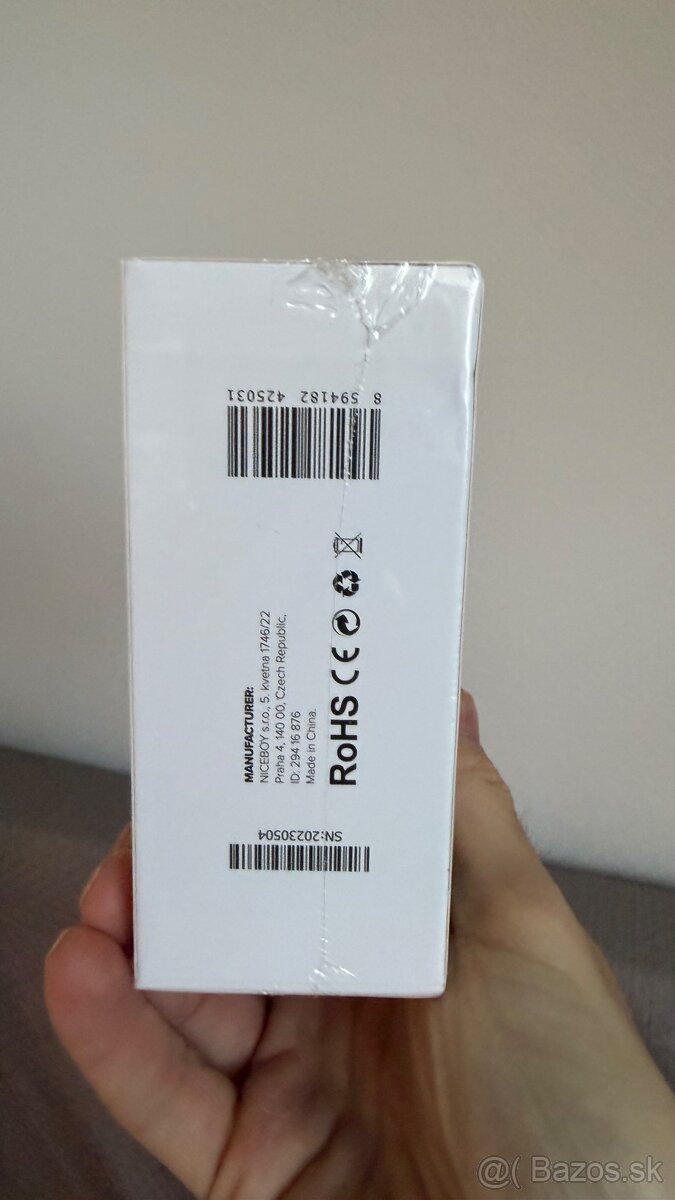 8 594182 425031
MANUFACTURER:
NICEBOY s.r.o., 5. kvetna 1746/22
Praha 4, 140 00, Czech Republic,
ID: 294 16 876
Made in China.
RoHS CE
SN:20230504
@( Bazos.sk